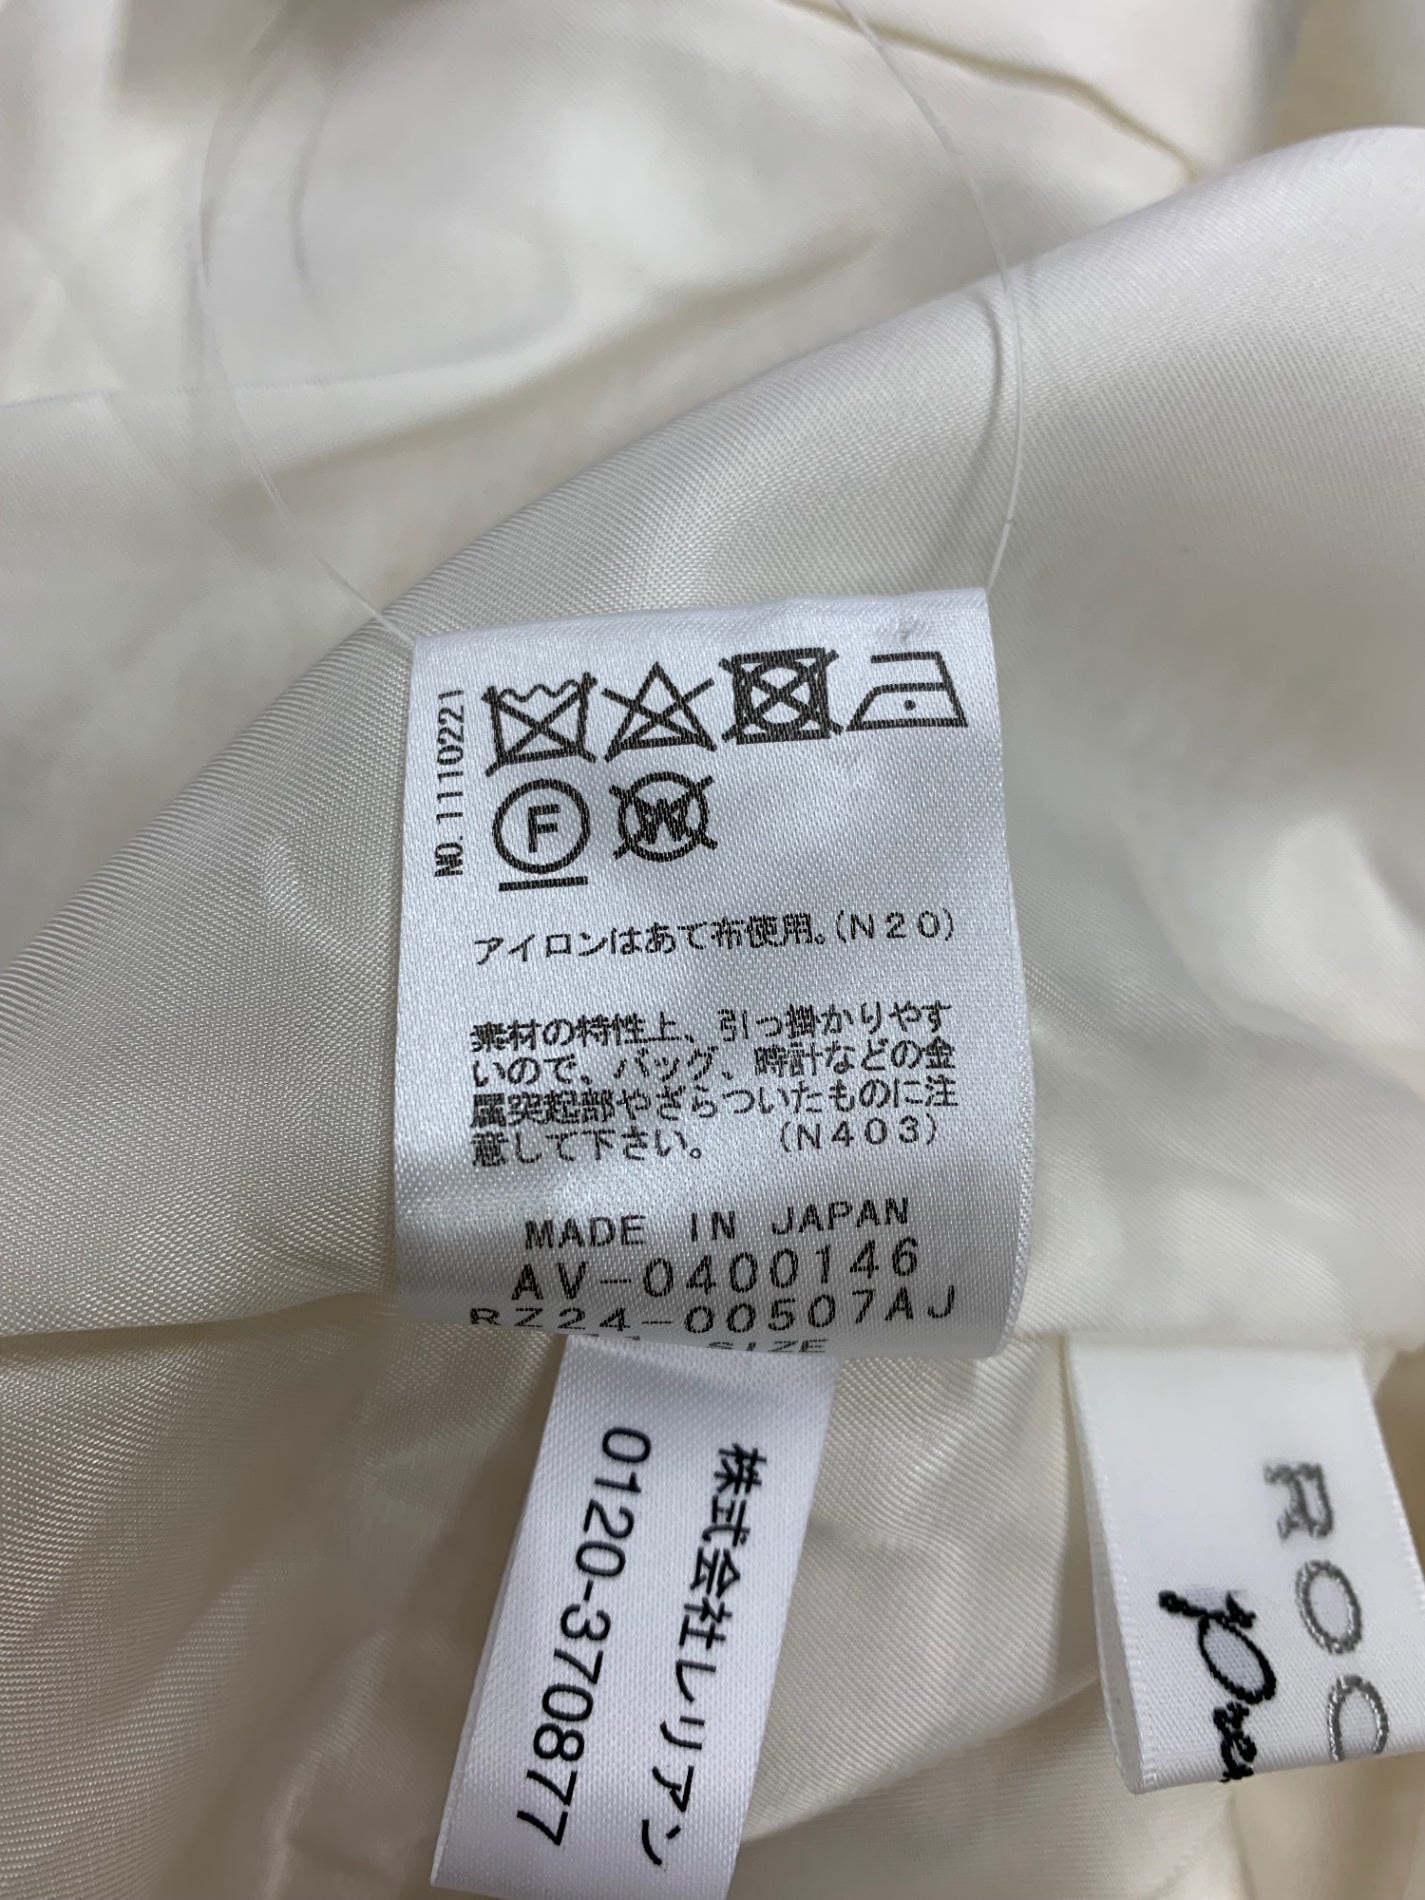 NO.1110221
F
W
アイロンはあて布使用。(N20)
素材の特性上、引っ掛かりやす
いので、バッグ、時計などの金
属突起部やざらついたものに注
意して下さい。 (N403)
MADE IN JAPAN
AV-0400146
RZ24-00507AJ
SIZE
株式会社レリアン
0120-370877
ROC